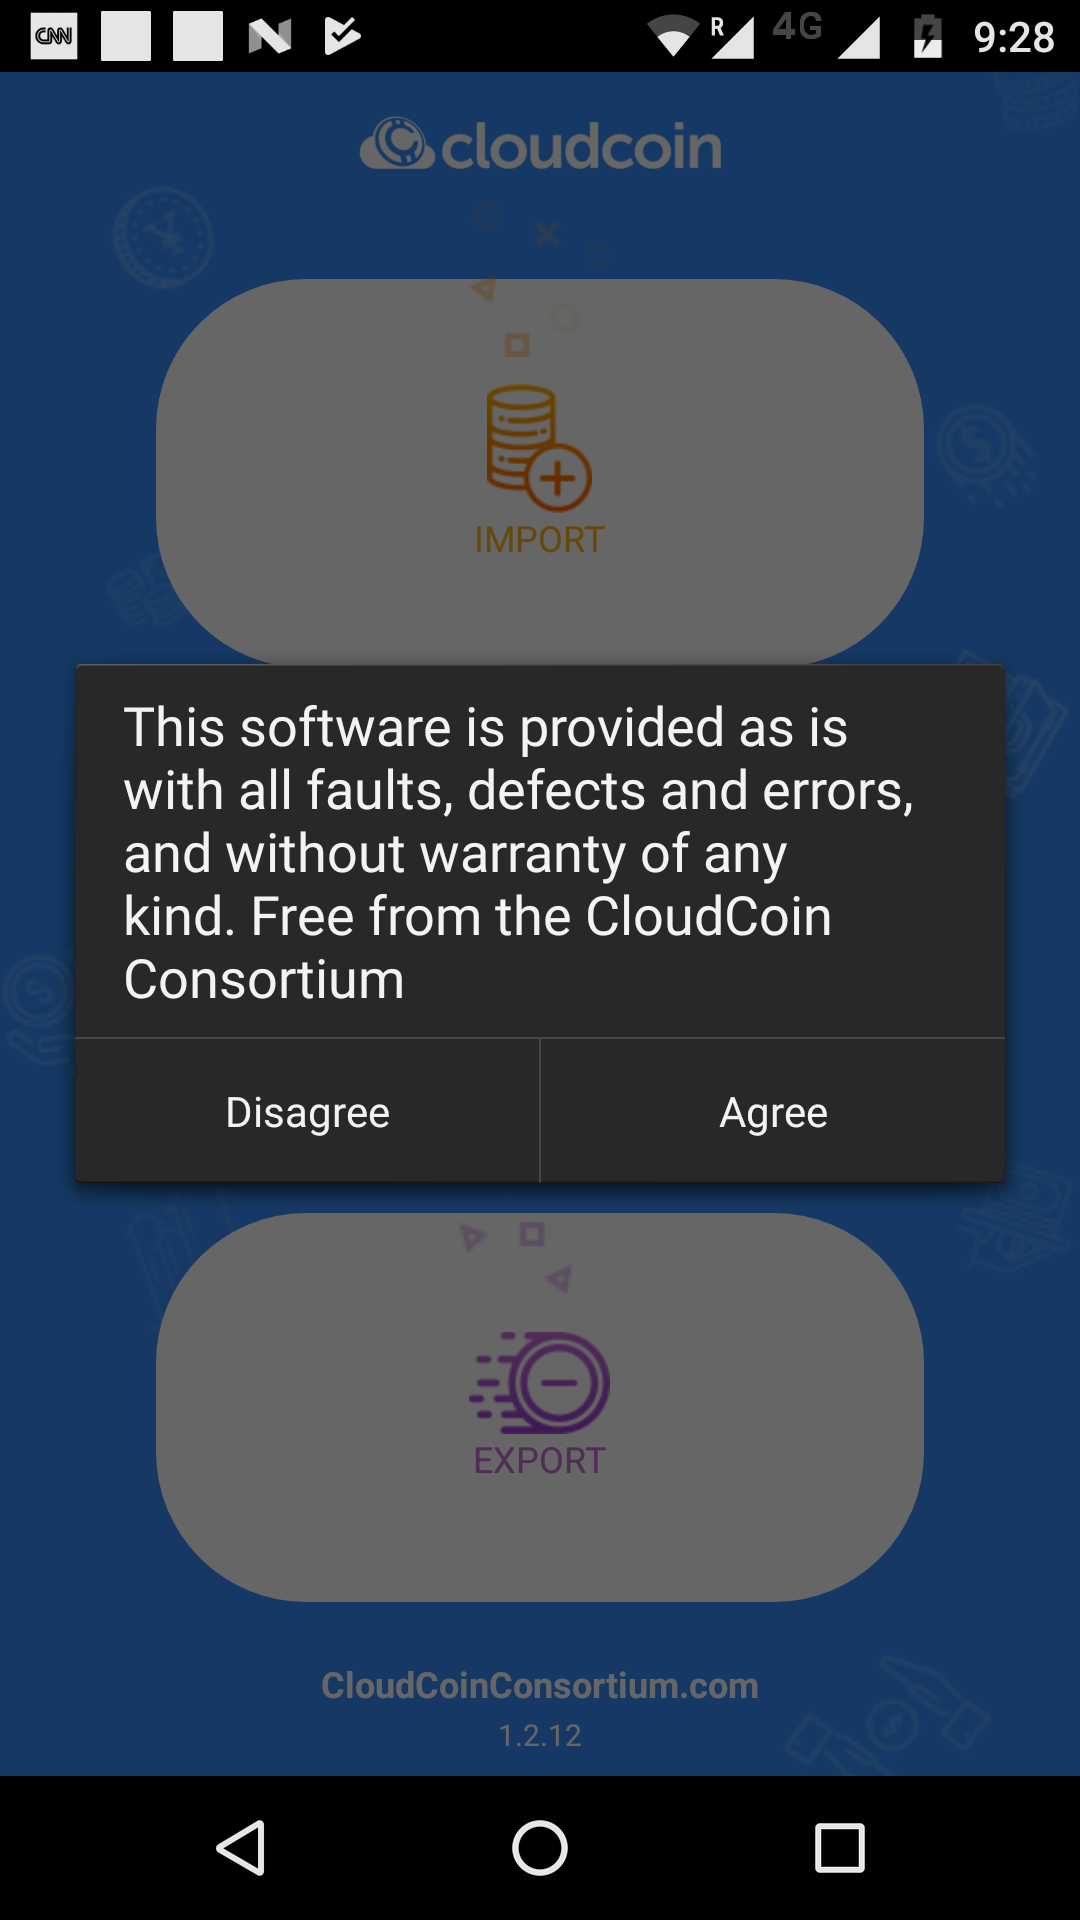 CNN
R
4G
9:28
cloudcoin
IMPORT
This software is provided as is
with all faults, defects and errors,
and without warranty of any
kind. Free from the CloudCoin
Consortium
Disagree
Agree
EXPORT
CloudCoinConsortium.com
1.2.12